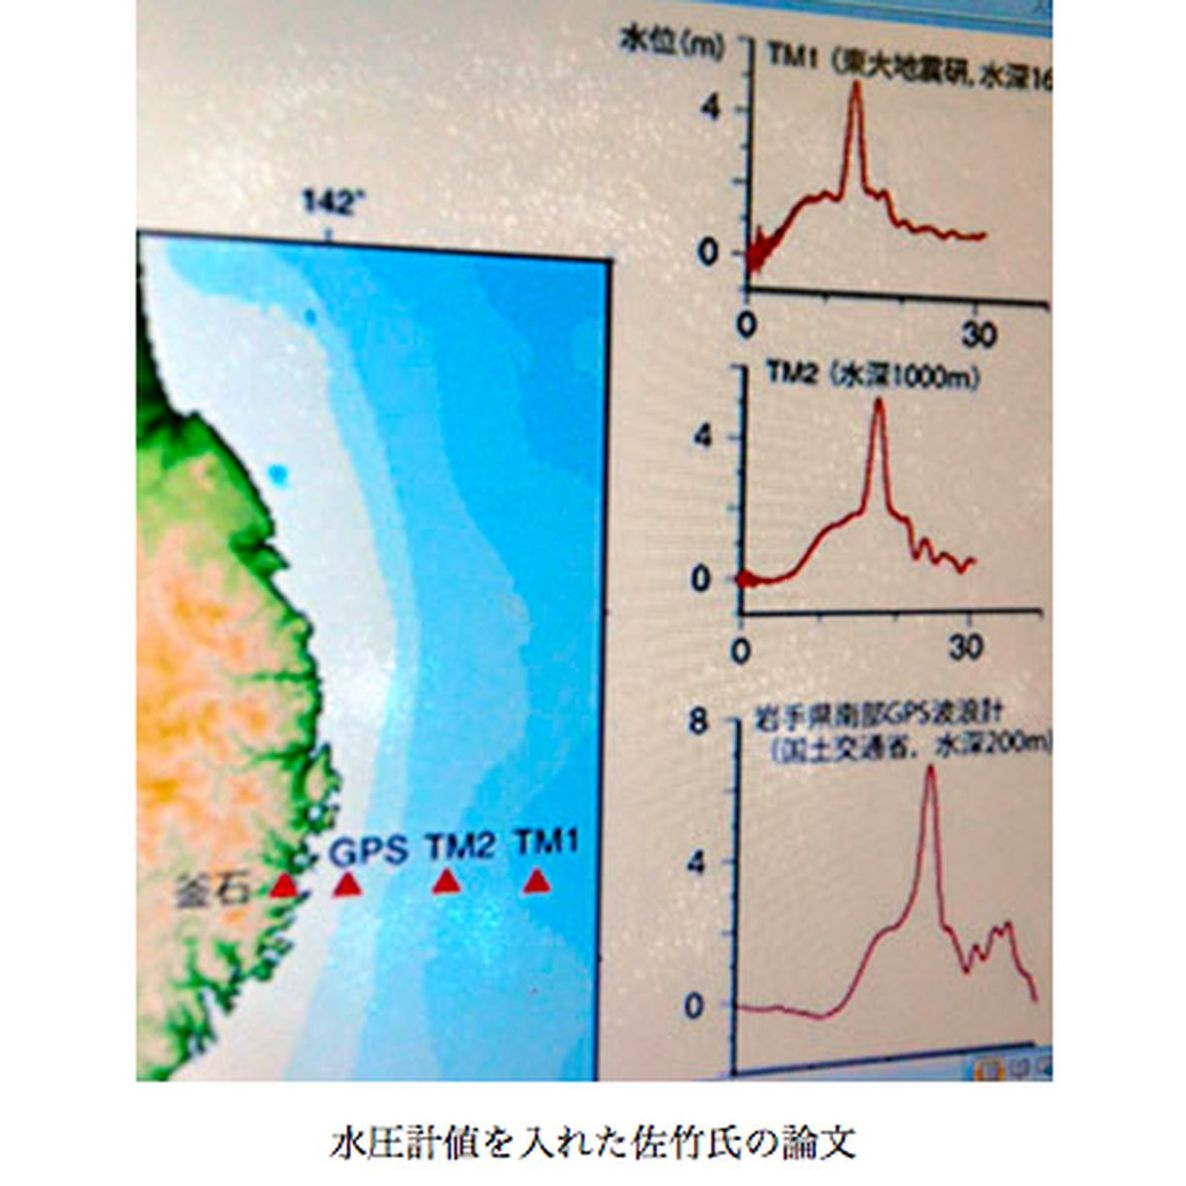 水位(m)
TM1 (東大地震研, 水深16
4
0
0
30
142°
TM2 (水深1000m)
4
0
0
30
岩手県南部GPS波浪計
(国土交通省. 水深200m)
8
4
0
GPS TM2 TM1
釜石
水圧計値を入れた佐竹氏の論文